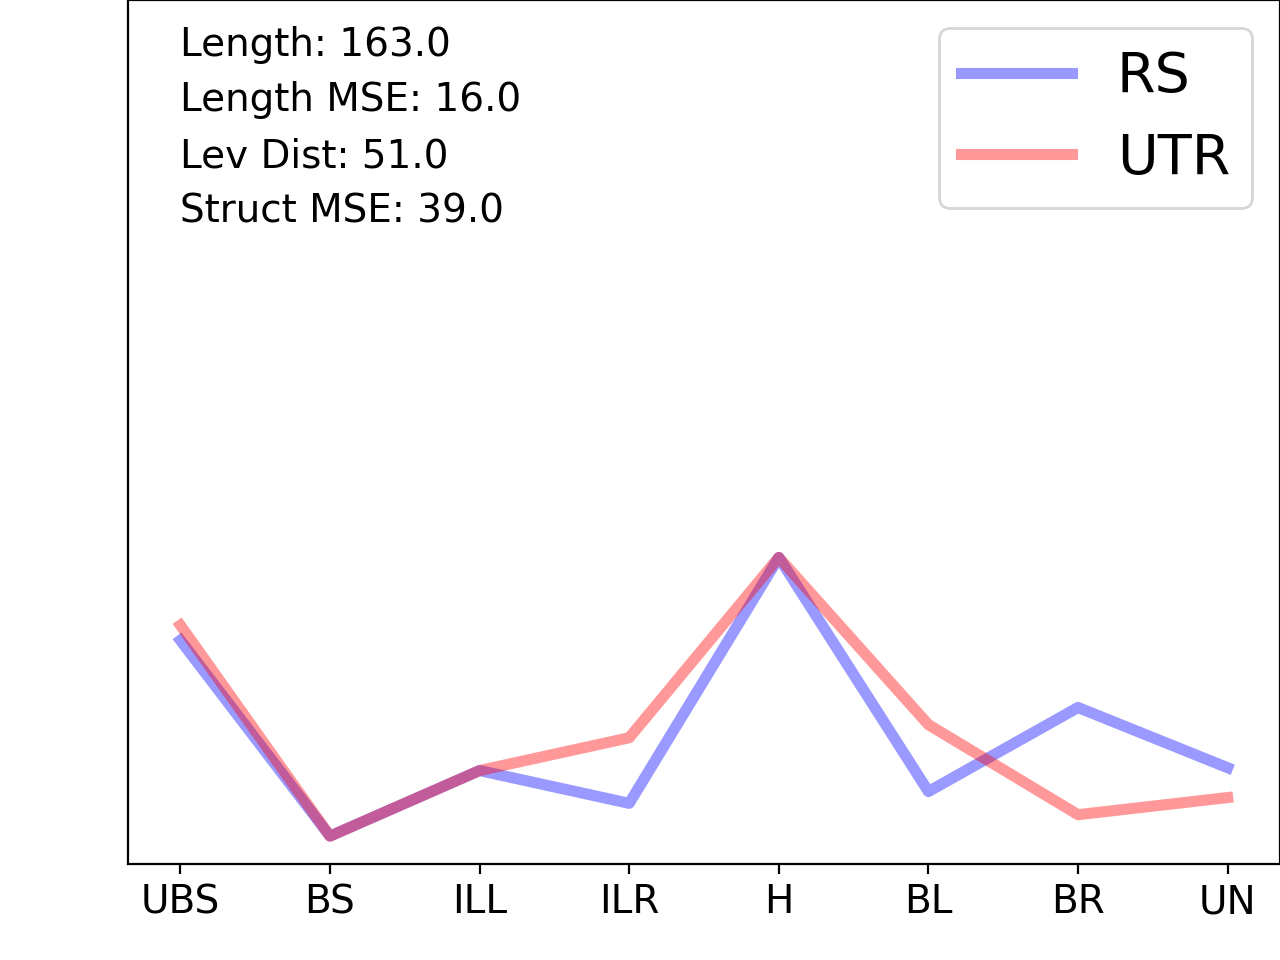 Length: 163.0
Length MSE: 16.0
Lev Dist: 51.0
Struct MSE: 39.0
RS
UTR
UBS BS ILL ILR H BL BR UN